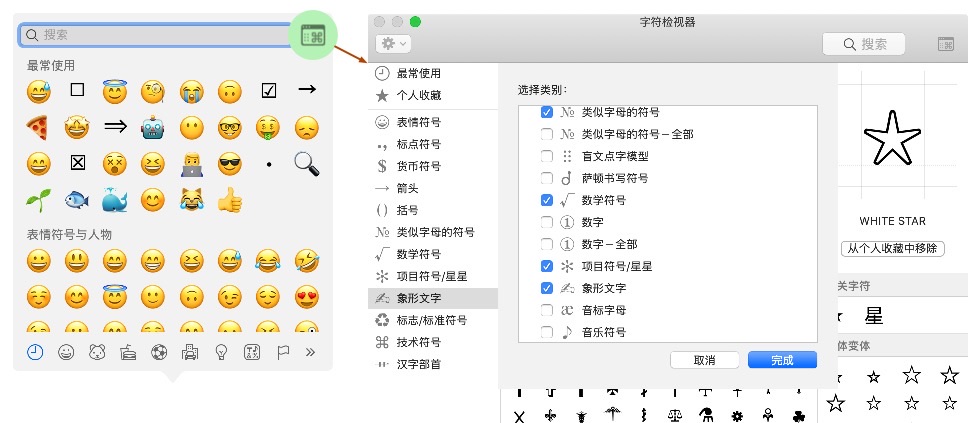 搜索
最常使用
表情符号与人物
字符检视器
搜索
最常使用
个人收藏
表情符号
标点符号
货币符号
箭头
括号
类似字母的符号
数学符号
项目符号/星星
象形文字
标志/标准符号
技术符号
汉字部首
选择类别:
类似字母的符号
类似字母的符号－全部
盲文点字模型
萨顿书写符号
数学符号
数字
数字－全部
项目符号/星星
象形文字
音标字母
音乐符号
取消
完成
WHITE STAR
从个人收藏中移除
关字符
星
体变体